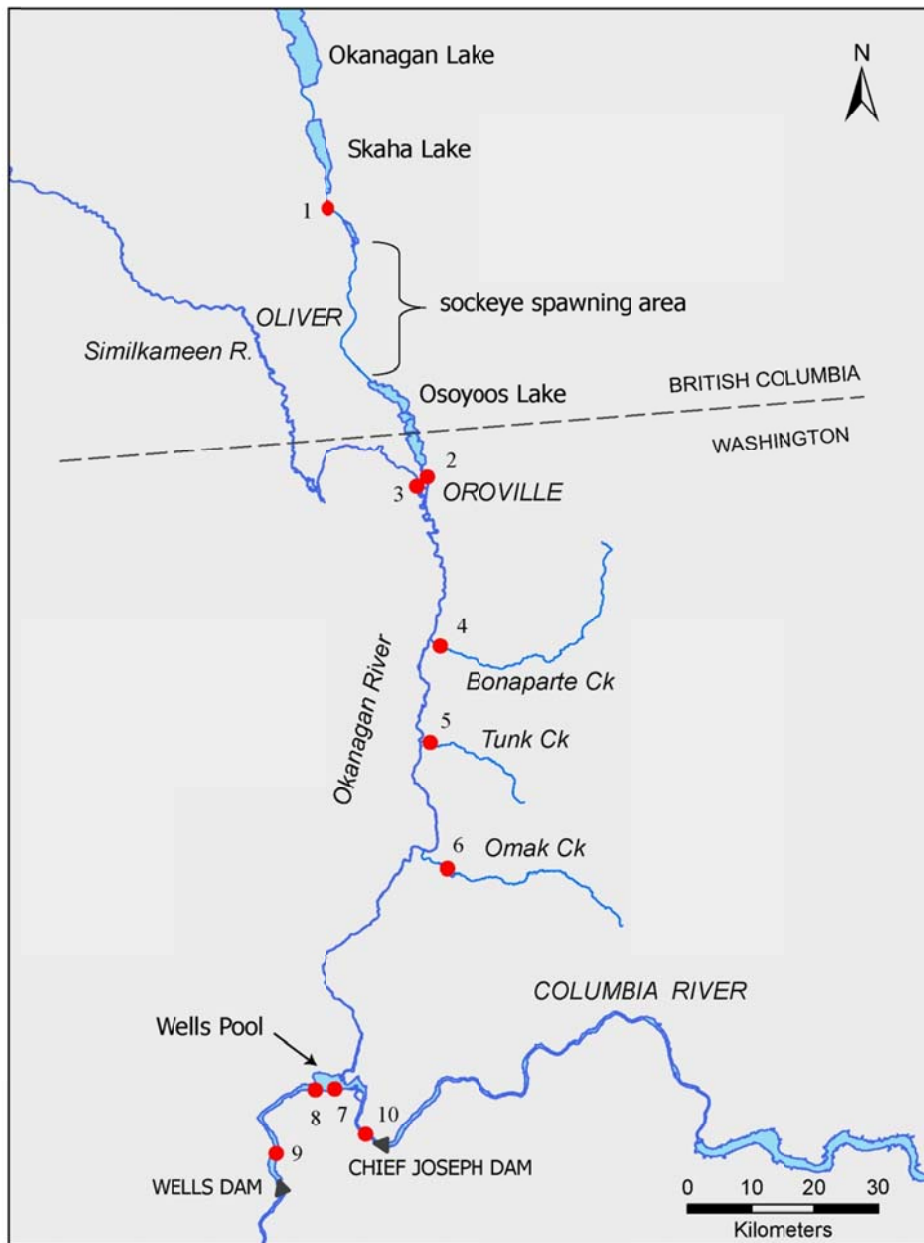 Okanagan Lake
N
Skaha Lake
1
sockeye spawning area
OLIVER
Similkameen R.
Osoyoos Lake
BRITISH COLUMBIA
WASHINGTON
2
3
OROVILLE
4
Bonaparte Ck
Okanagan River
5
Tunk Ck
6
Omak Ck
COLUMBIA RIVER
Wells Pool
8
7
10
9
CHIEF JOSEPH DAM
WELLS DAM
0 10 20 30
Kilometers